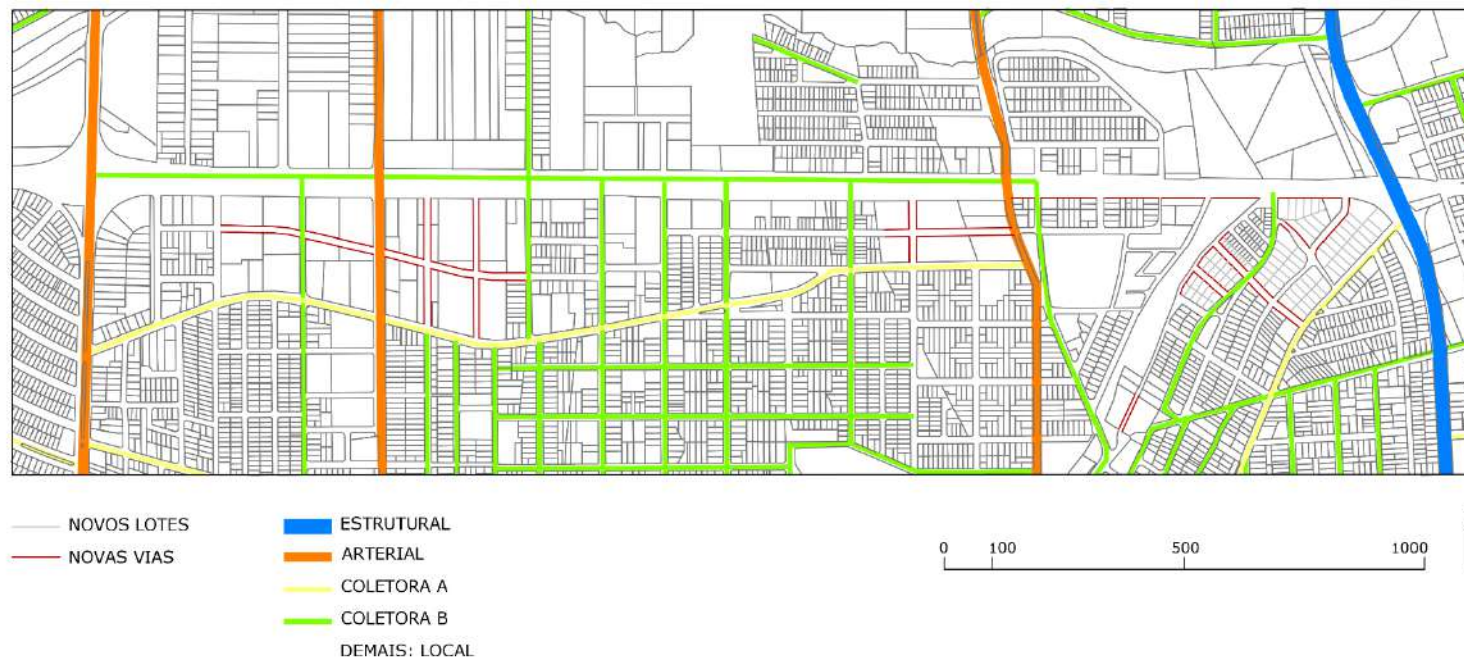 NOVOS LOTES
NOVAS VIAS
ESTRUTURAL
ARTERIAL
COLETORA A
COLETORA B
DEMAIS: LOCAL
0 100 500 1000